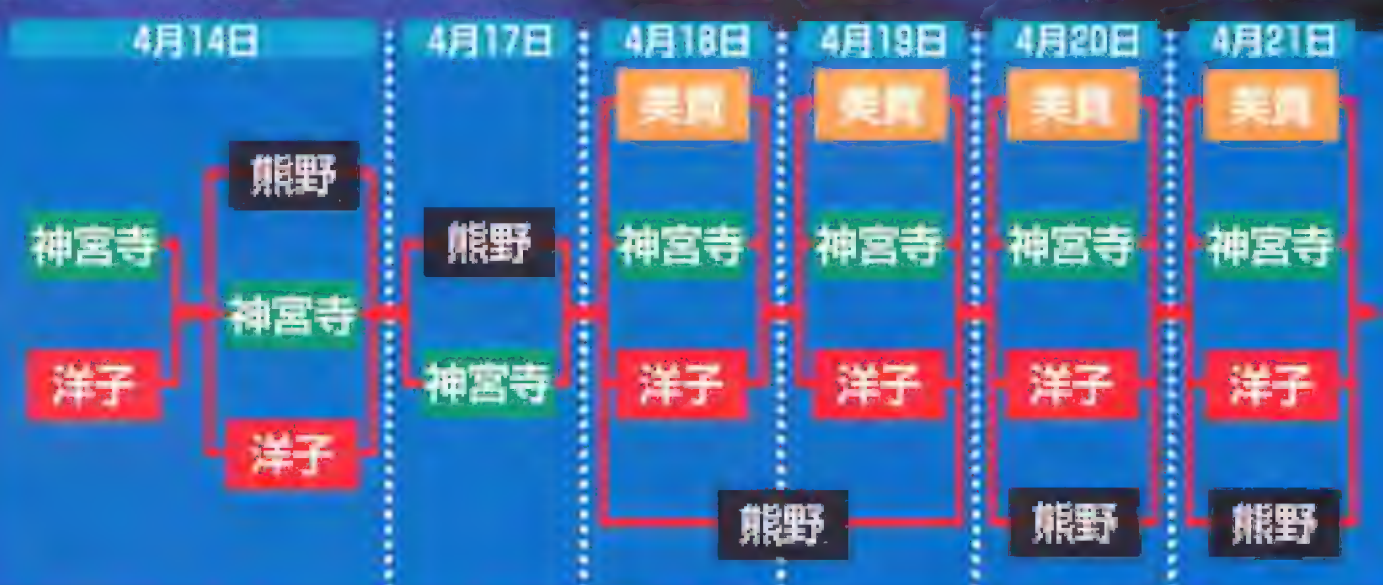 4月14日
神宮寺
洋子
熊野
神宮寺
洋子
4月17日
熊野
神宮寺
4月18日
美貴
神宮寺
洋子
4月19日
美貴
神宮寺
洋子
熊野
4月20日
美貴
神宮寺
洋子
熊野
4月21日
美貴
神宮寺
洋子
熊野